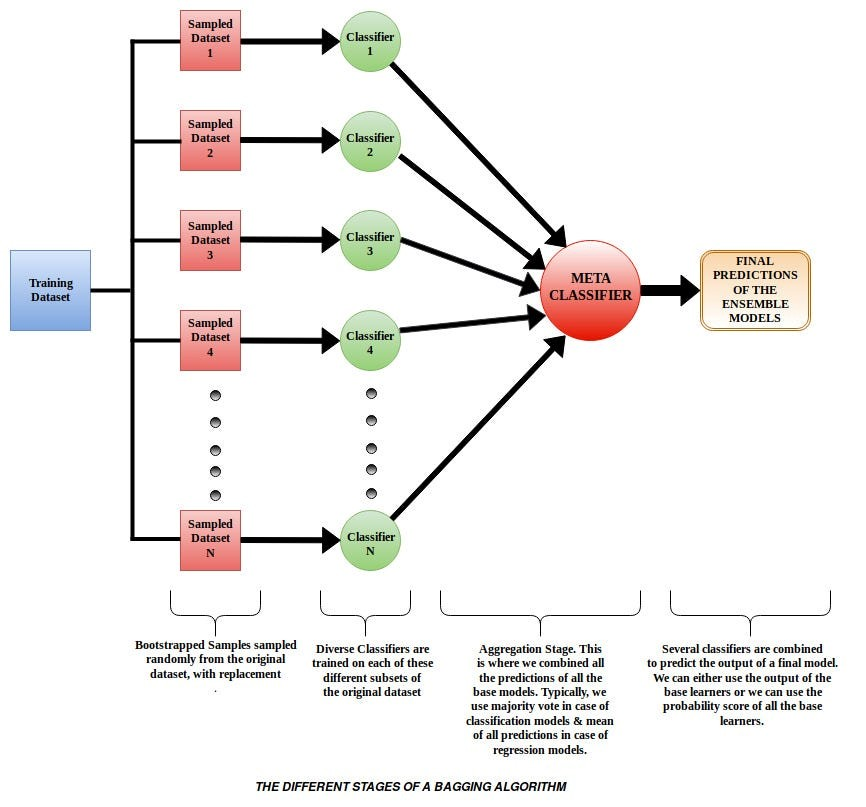 Sampled
Dataset
1
Classifier
1
Sampled
Dataset
2
Classifier
2
Sampled
Dataset
3
Classifier
3
Training
Dataset
META
CLASSIFIER
FINAL
PREDICTIONS
OF THE
ENSEMBLE
MODELS
Sampled
Dataset
4
Classifier
4
Sampled
Dataset
N
Classifier
N
Bootstrapped Samples sampled
randomly from the original
dataset, with replacement
.
Diverse Classifiers are
trained on each of these
different subsets of
the original dataset
Aggregation Stage. This
is where we combined all
the predictions of all the
base models. Typically, we
use majority vote in case of
classification models & mean
of all predictions in case of
regression models.
Several classifiers are combined
to predict the output of a final model.
We can either use the output of the
base learners or we can use the
probability score of all the base
learners.
THE DIFFERENT STAGES OF A BAGGING ALGORITHM